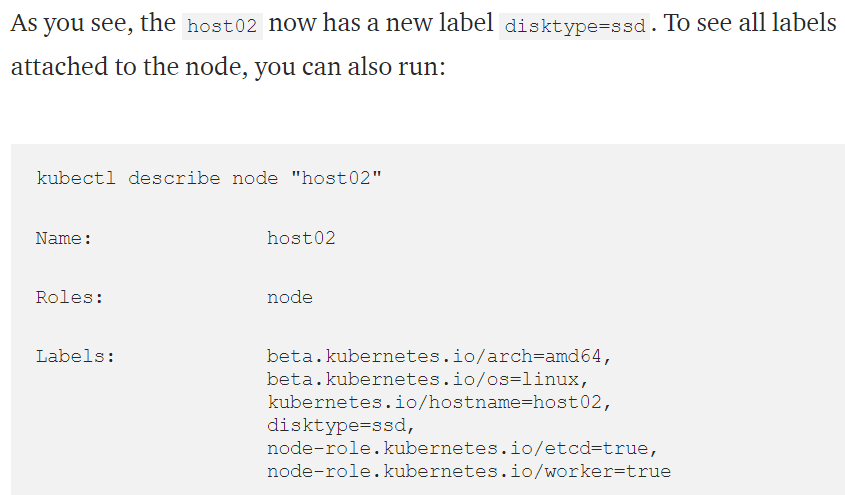 As you see, the host02 now has a new label disktype=ssd. To see all labels
attached to the node, you can also run:
kubectl describe node "host02"
Name: host02
Roles: node
Labels: beta.kubernetes.io/arch=amd64,
beta.kubernetes.io/os=linux,
kubernetes.io/hostname=host02,
disktype=ssd,
node-role.kubernetes.io/etcd=true,
node-role.kubernetes.io/worker=true